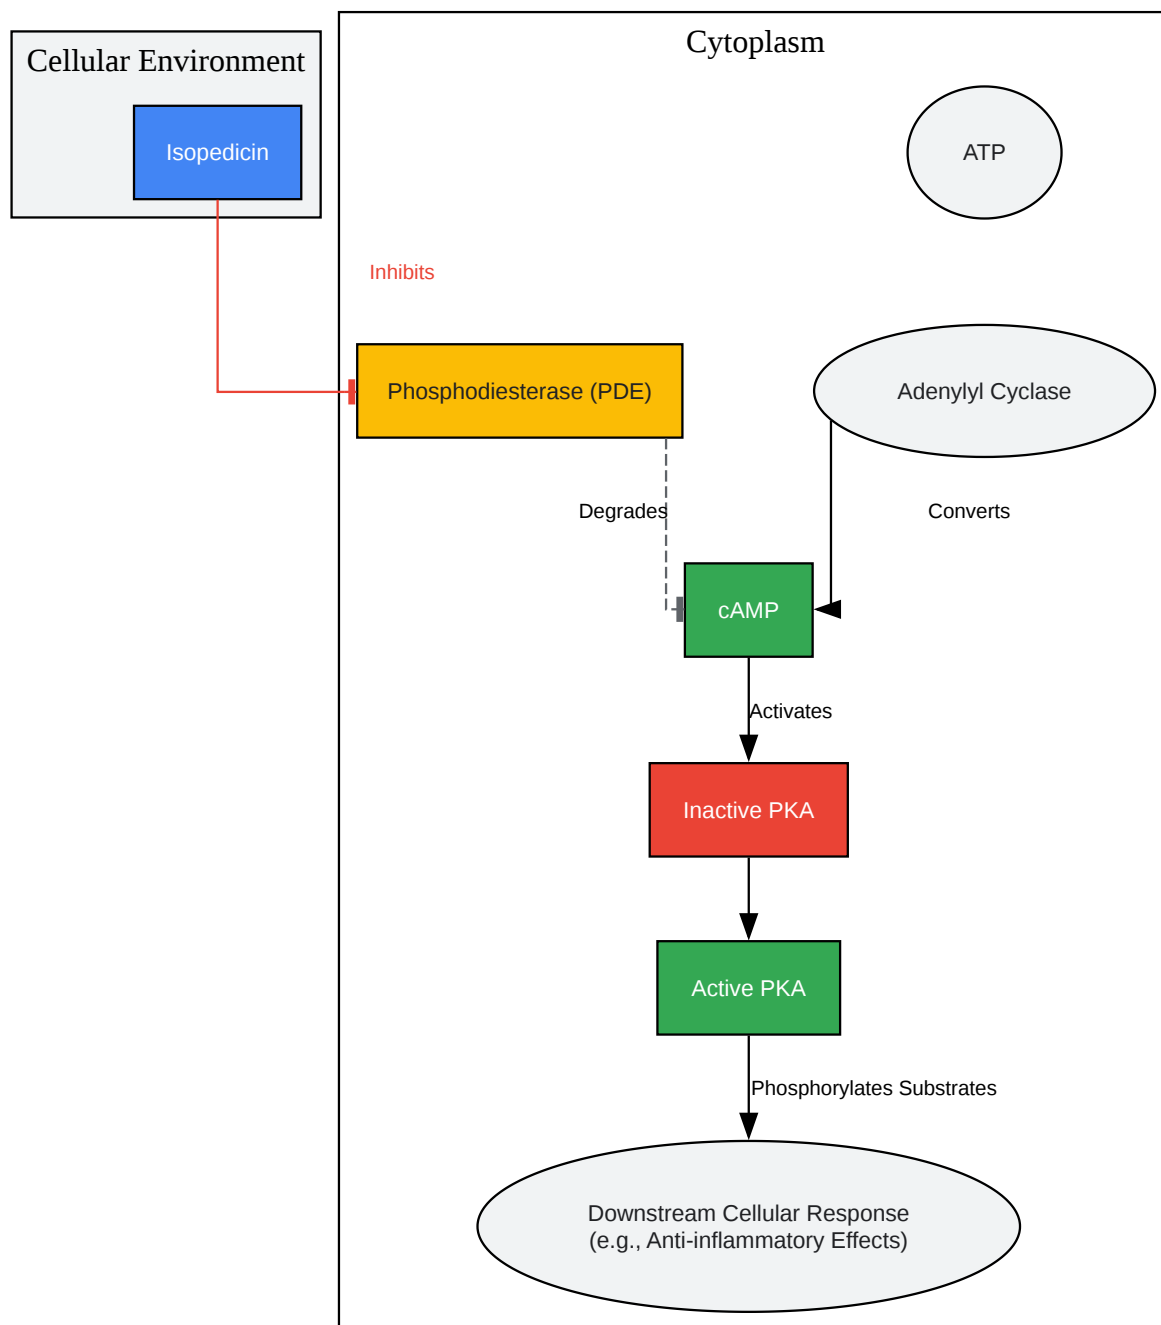 Cytoplasm
Cellular Environment
Isopedicin
ATP
Inhibits
Phosphodiesterase (PDE)
Adenylyl Cyclase
Degrades
Converts
cAMP
Activates
Inactive PKA
Active PKA
Phosphorylates Substrates
Downstream Cellular Response
(e.g., Anti-inflammatory Effects)